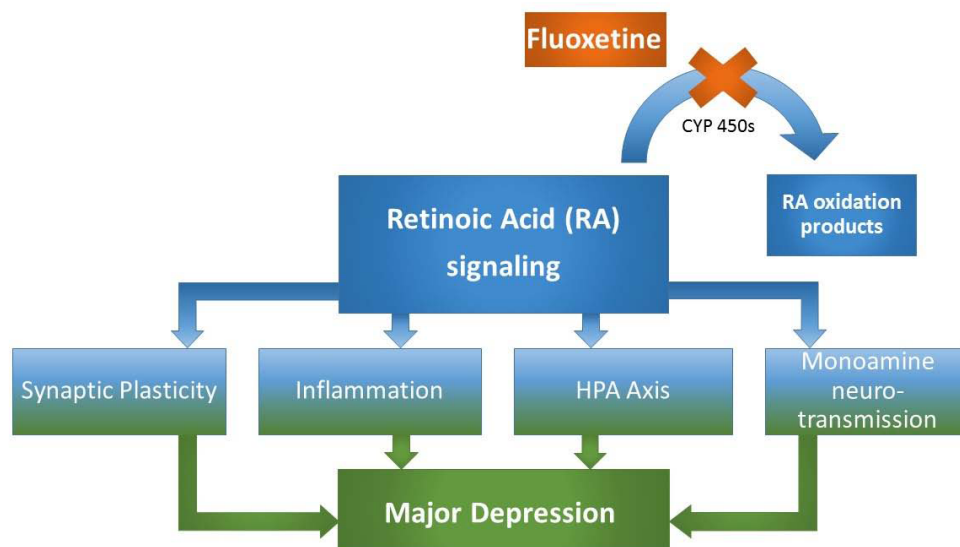 Fluoxetine
CYP 450s
RA oxidation
products
Retinoic Acid (RA)
signaling
Synaptic Plasticity
Inflammation
HPA Axis
Monoamine
neuro-
transmission
Major Depression